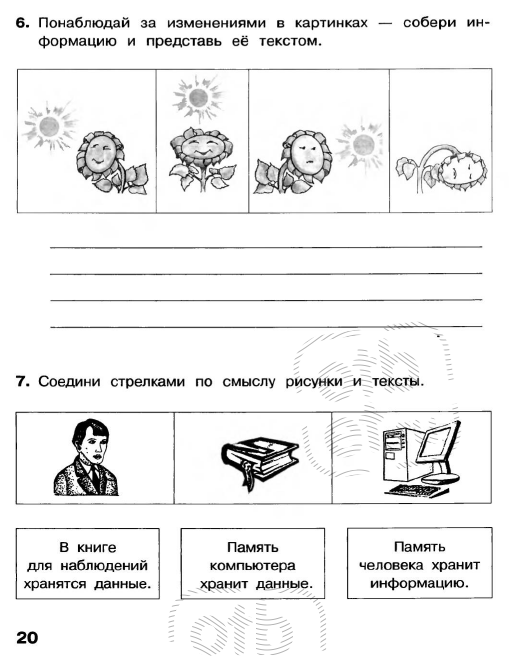 6. Понаблюдай за изменениями в картинках — собери ин-
формацию и представь её текстом.
7. Соедини стрелками по смыслу рисунки и тексты.
В книге
для наблюдений
хранятся данные.
Память
компьютера
хранит данные.
Память
человека хранит
информацию.
20